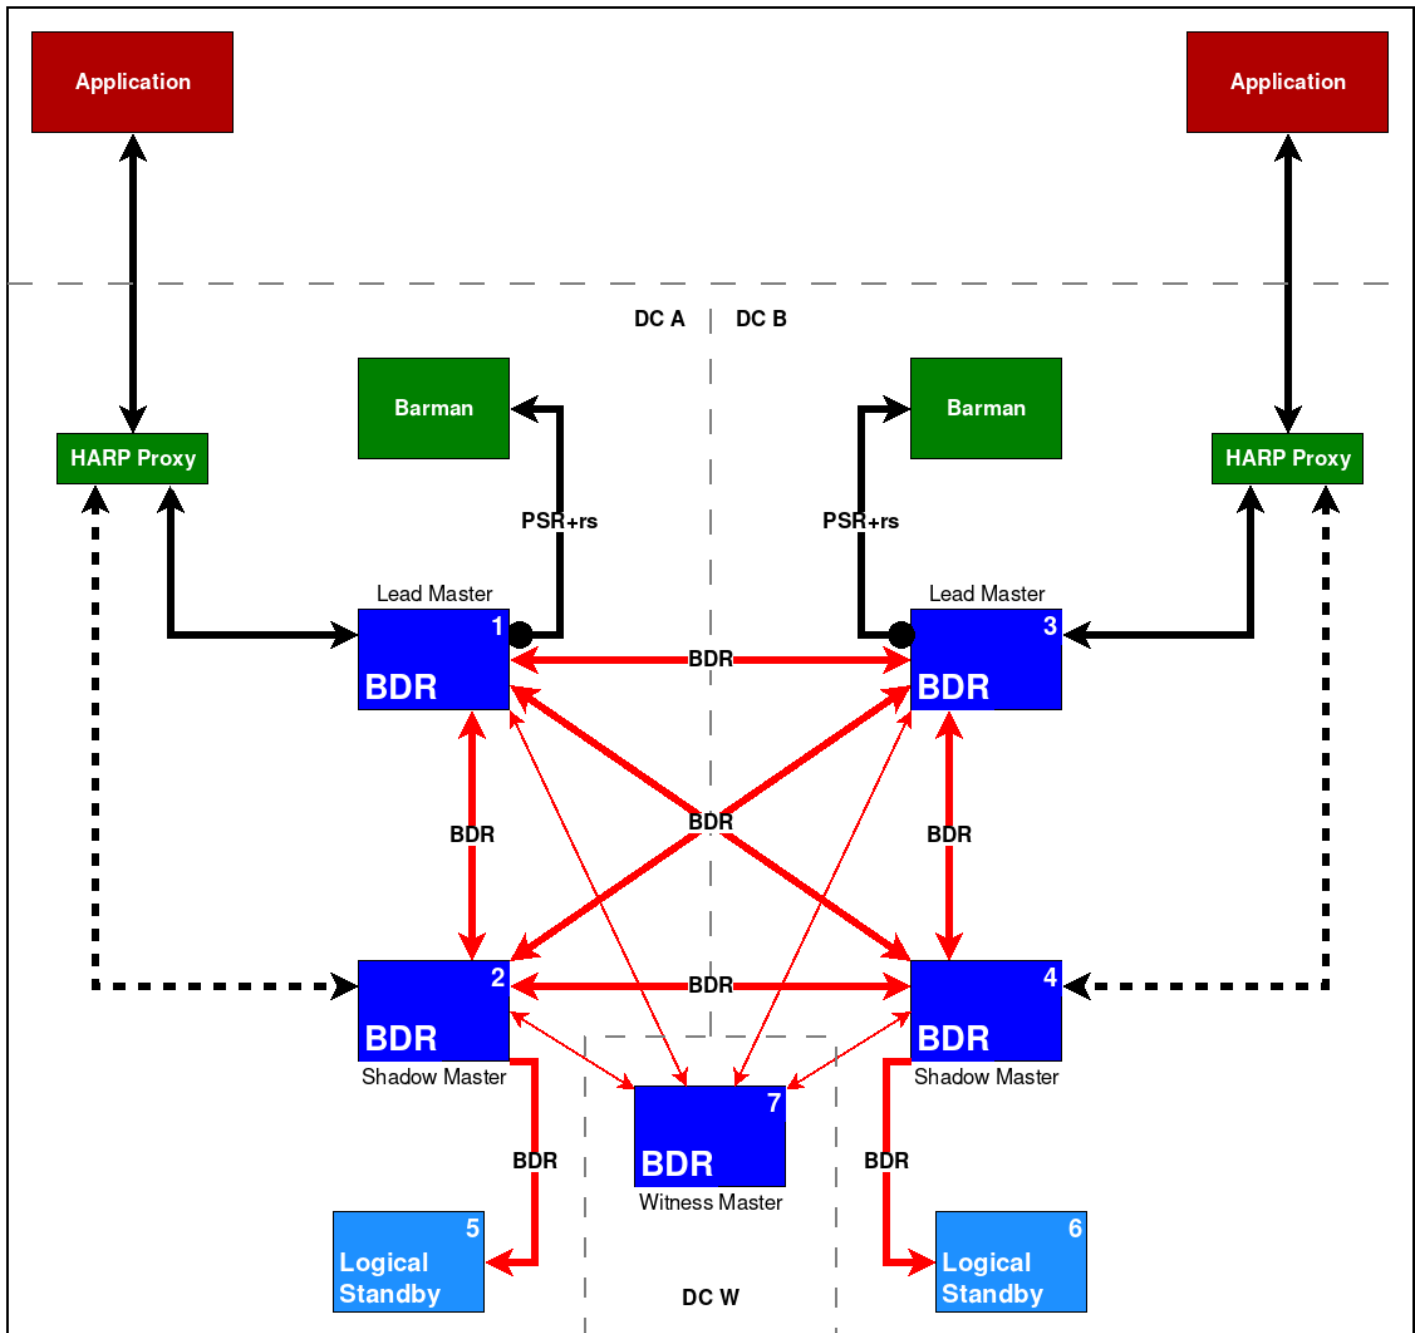 Application
Application
DC A
DC B
Barman
Barman
HARP Proxy
HARP Proxy
PSR+rs
PSR+rs
Lead Master
Lead Master
1
BDR
3
BDR
BDR
BDR
BDR
BDR
2
BDR
Shadow Master
BDR
4
BDR
Shadow Master
7
BDR
Witness Master
BDR
BDR
5
Logical
Standby
6
Logical
Standby
DC W